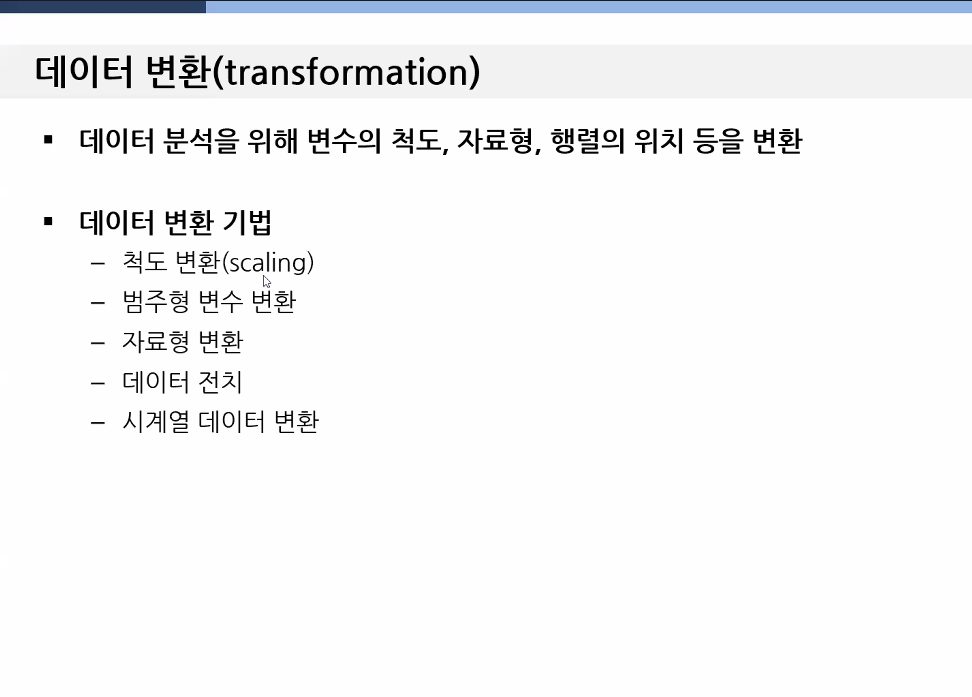 데이터 변환(transformation)
▪ 데이터 분석을 위해 변수의 척도, 자료형, 행렬의 위치 등을 변환
▪ 데이터 변환 기법
– 척도 변환(scaling)
– 범주형 변수 변환
– 자료형 변환
– 데이터 전치
– 시계열 데이터 변환